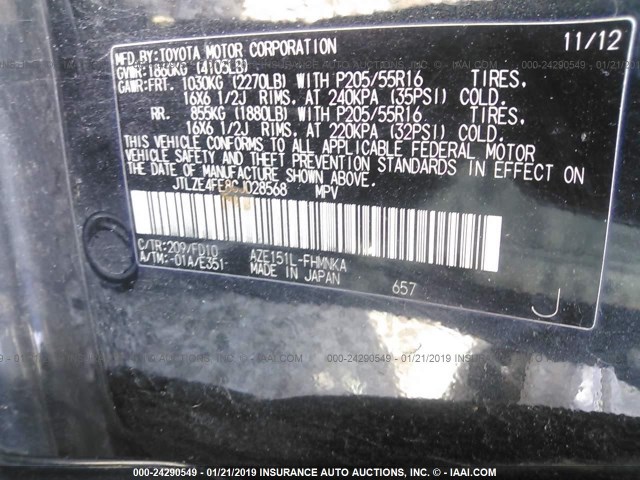 MFD. BY: TOYOTA MOTOR CORPORATION 11/12
GVWR: 1860KG (4105LB)
GAWR: FRT. 1030KG (2270LB) WITH P205/55R16 TIRES,
16X6 1/2J RIMS, AT 240KPA (35PSI) COLD.
RR. 855KG (1880LB) WITH P205/55R16 TIRES,
16X6 1/2J RIMS, AT 220KPA (32PSI) COLD.
THIS VEHICLE CONFORMS TO ALL APPLICABLE FEDERAL MOTOR
VEHICLE SAFETY AND THEFT PREVENTION STANDARDS IN EFFECT ON
THE DATE OF MANUFACTURE SHOWN ABOVE.
JTLZE4FE8CJ028568 MPV
C/TR: 209/FD10 AZE151L-FHMNKA
A/TM: -01A/E351- MADE IN JAPAN
657 J
000-24290549 - 01/21/2019 INSURANCE AUTO AUCTIONS, INC. © - IAAI.COM